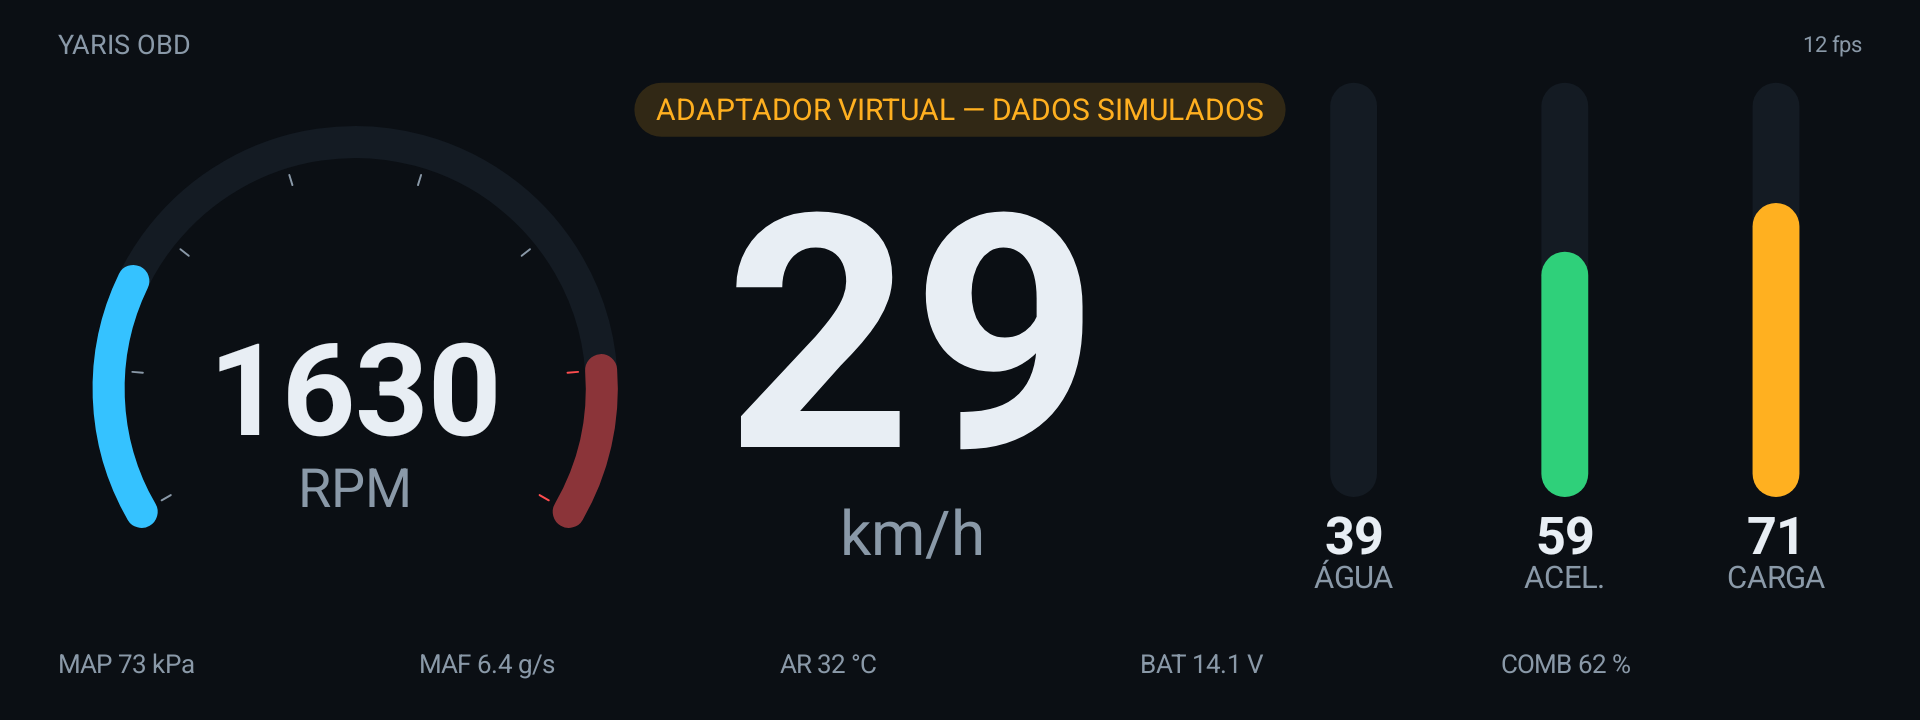 YARIS OBD
12 fps
ADAPTADOR VIRTUAL — DADOS SIMULADOS
1630
RPM
29
km/h
39
ÁGUA
59
ACEL.
71
CARGA
MAP 73 kPa
MAF 6.4 g/s
AR 32 °C
BAT 14.1 V
COMB 62 %